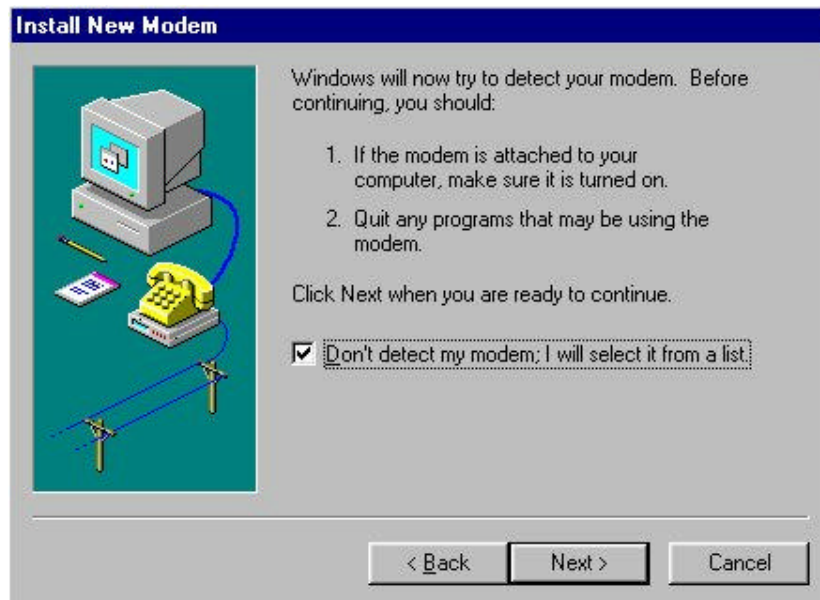 Install New Modem
Windows will now try to detect your modem. Before
continuing, you should:
1. If the modem is attached to your
computer, make sure it is turned on.
2. Quit any programs that may be using the
modem.
Click Next when you are ready to continue.
Don't detect my modem; I will select it from a list.
< Back
Next >
Cancel